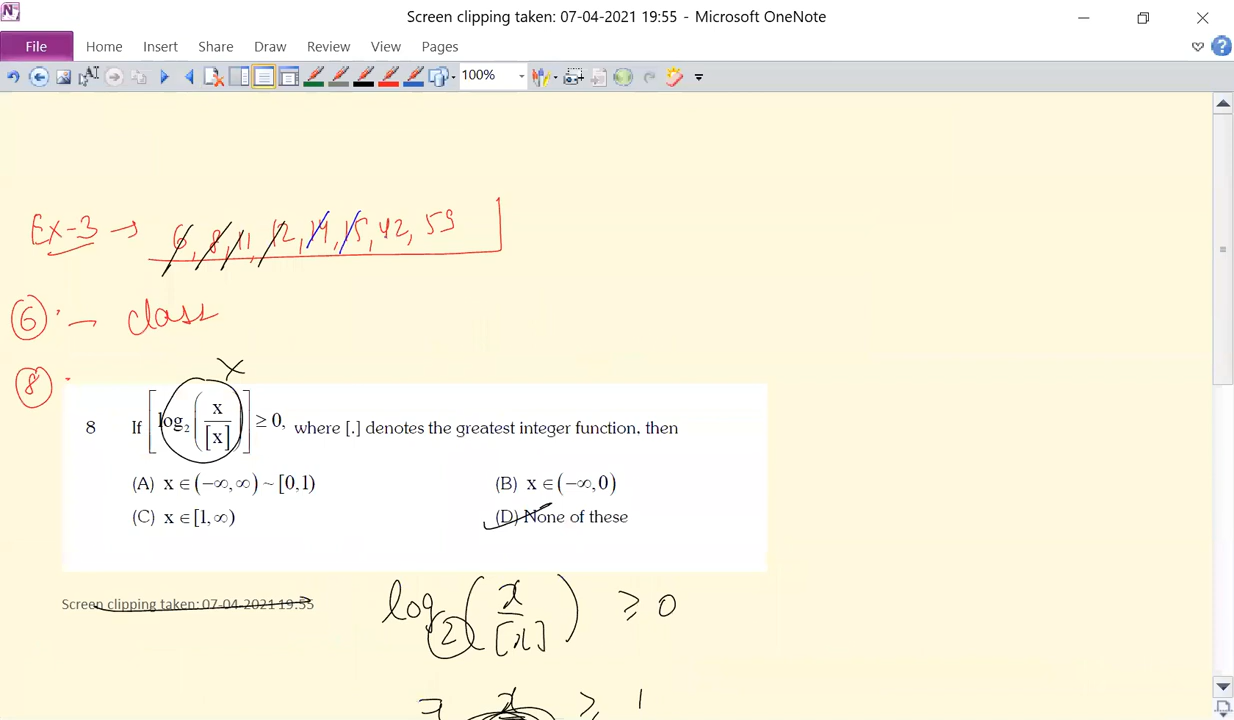 Screen clipping taken: 07-04-2021 19:55 - Microsoft OneNote
File Home Insert Share Draw Review View Pages
100%
Ex-3 → 6, 8, 11, 12, 14, 15, 42, 59
6 :- class
8 :
x
8 If [log₂(x/[x])] ≥ 0, where [.] denotes the greatest integer function, then
(A) x ∈ (−∞, ∞) ~ [0,1) (B) x ∈ (−∞, 0)
(C) x ∈ [1, ∞) (D) None of these
Screen clipping taken: 07-04-2021 19:55
log₂(x/[x]) ≥ 0
x ≥ 1